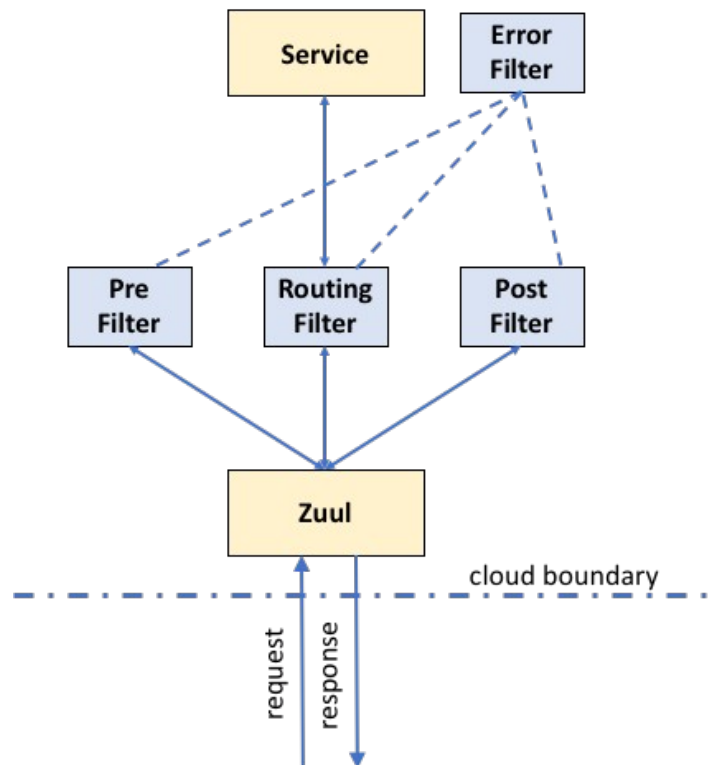 Service
Error
Filter
Pre
Filter
Routing
Filter
Post
Filter
Zuul
cloud boundary
request
response